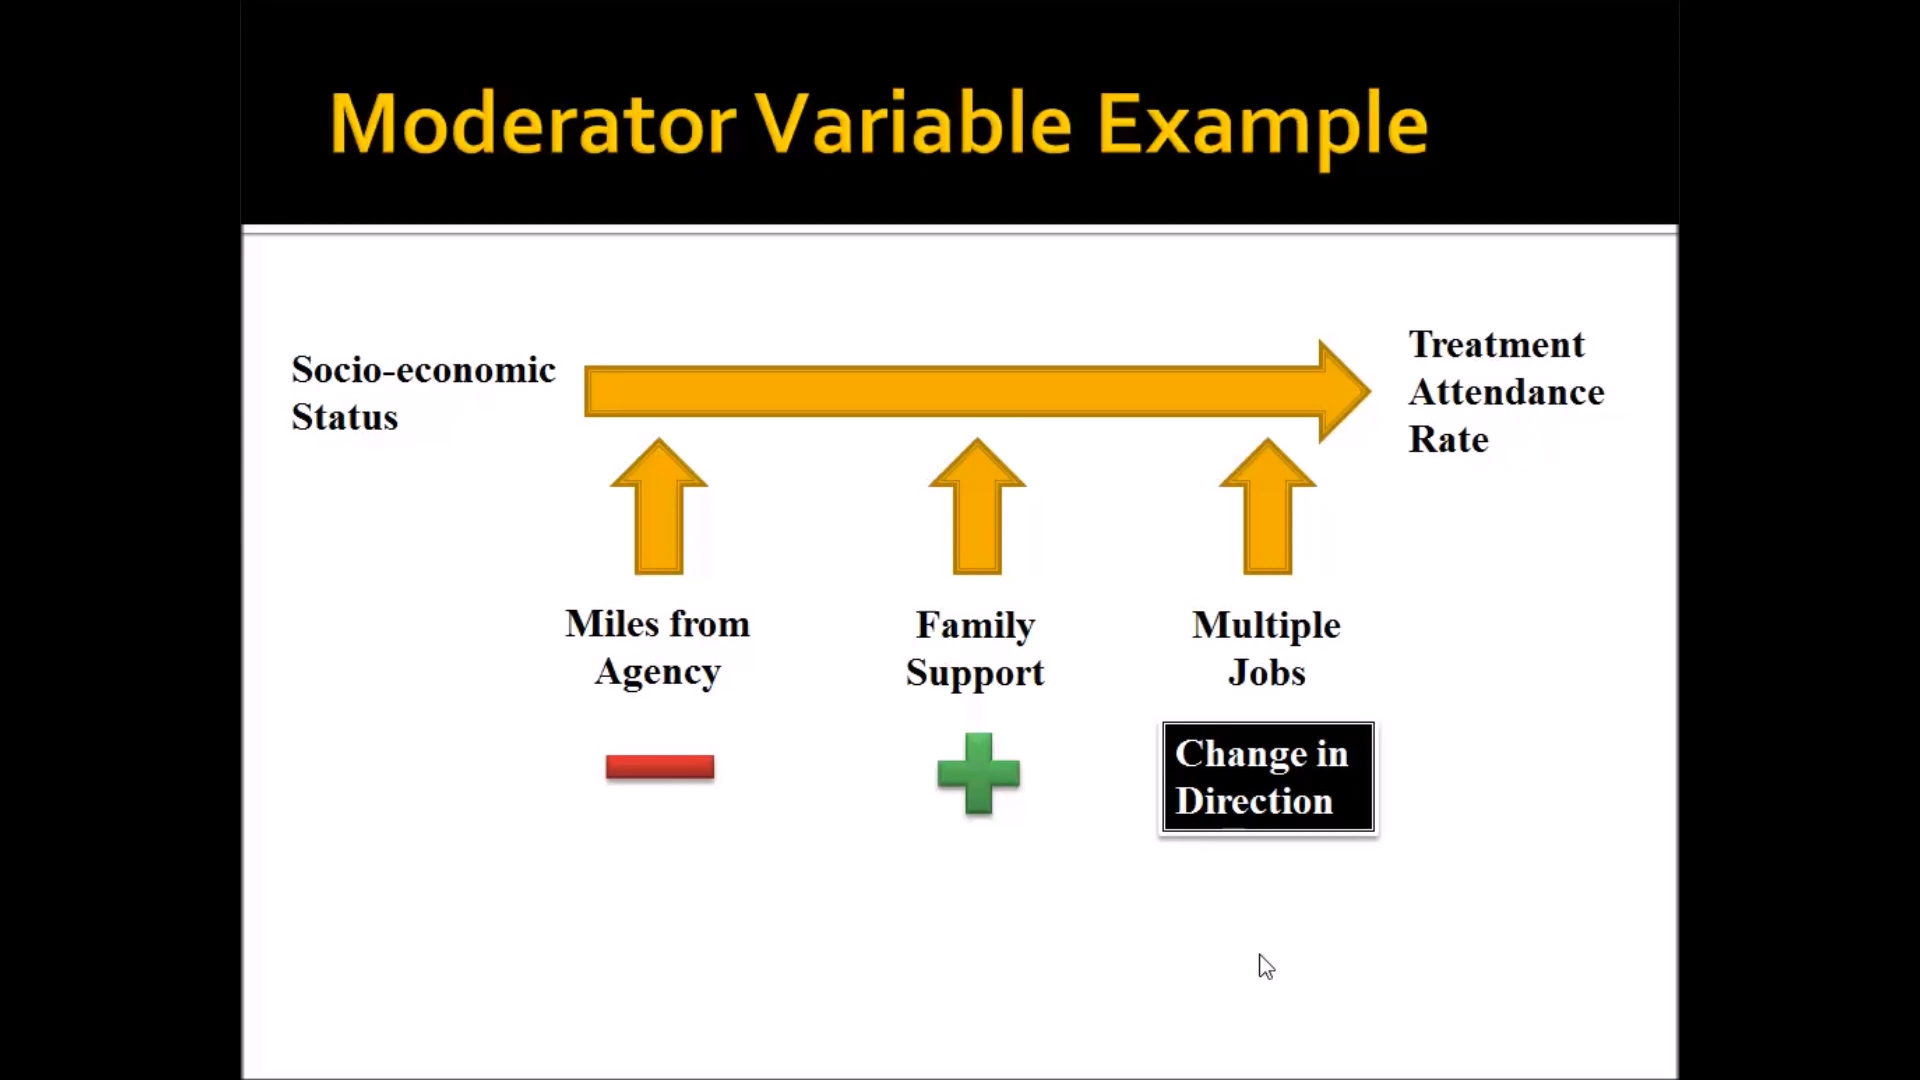 Moderator Variable Example
Socio-economic
Status
Treatment
Attendance
Rate
Miles from
Agency
Family
Support
Multiple
Jobs
Change in
Direction